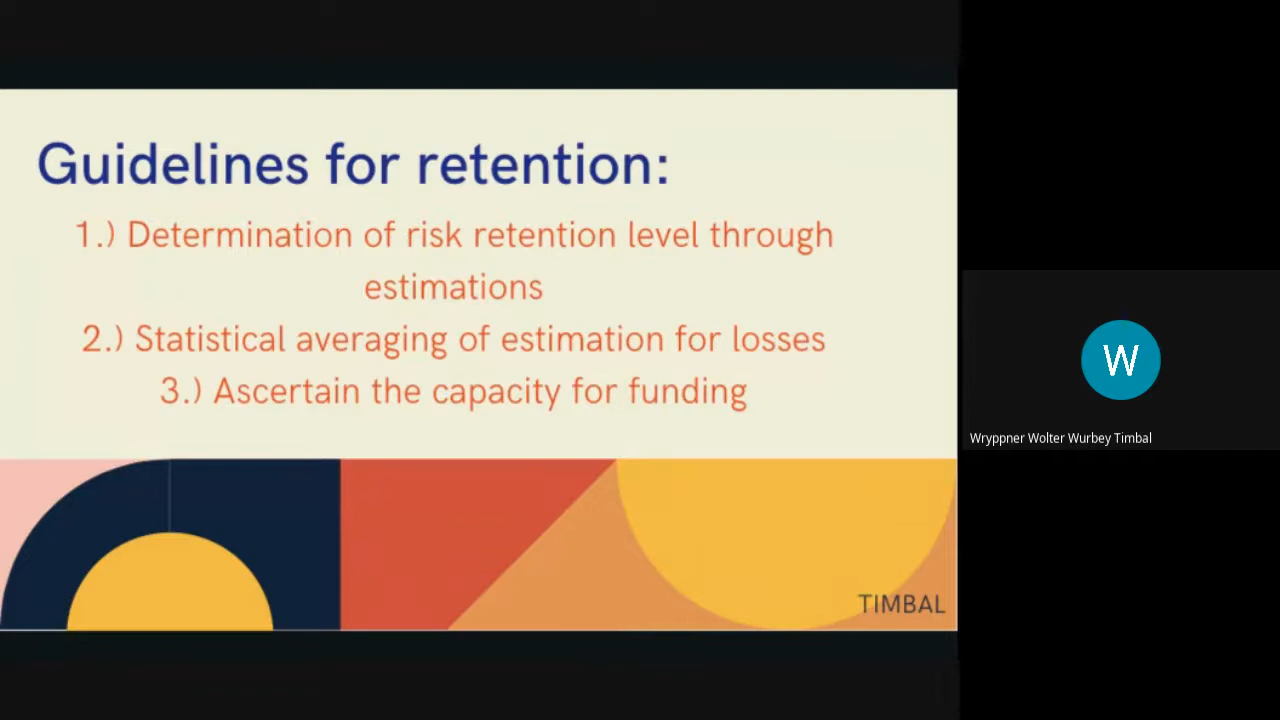 Guidelines for retention:
1.) Determination of risk retention level through
estimations
2.) Statistical averaging of estimation for losses
3.) Ascertain the capacity for funding
TIMBAL
W
Wryppner Wolter Wurbey Timbal